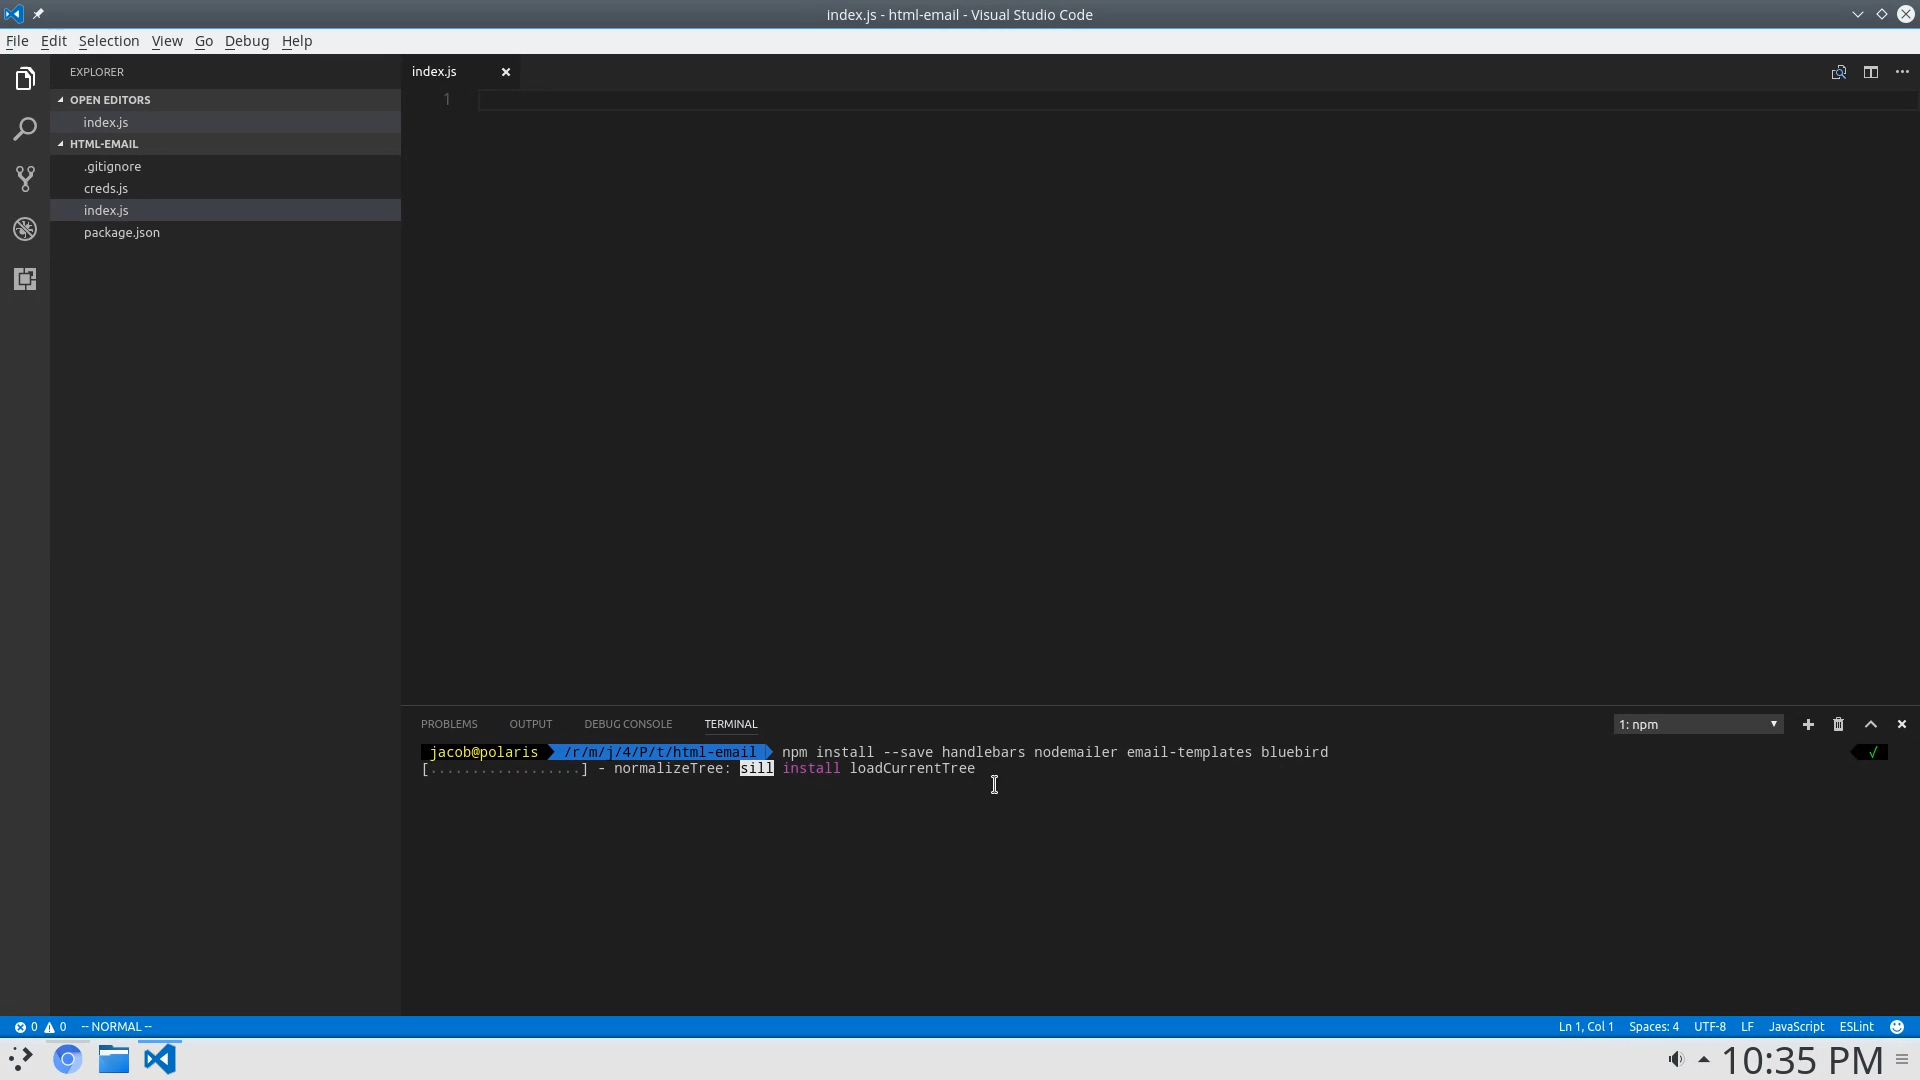 index.js - html-email - Visual Studio Code
File Edit Selection View Go Debug Help
EXPLORER
OPEN EDITORS
index.js
HTML-EMAIL
.gitignore
creds.js
index.js
package.json
index.js
1
PROBLEMS OUTPUT DEBUG CONSOLE TERMINAL 1: npm
jacob@polaris /r/m/j/4/P/t/html-email npm install --save handlebars nodemailer email-templates bluebird √
[..................] - normalizeTree: sill install loadCurrentTree
0 0 -- NORMAL -- Ln 1, Col 1 Spaces: 4 UTF-8 LF JavaScript ESLint
10:35 PM